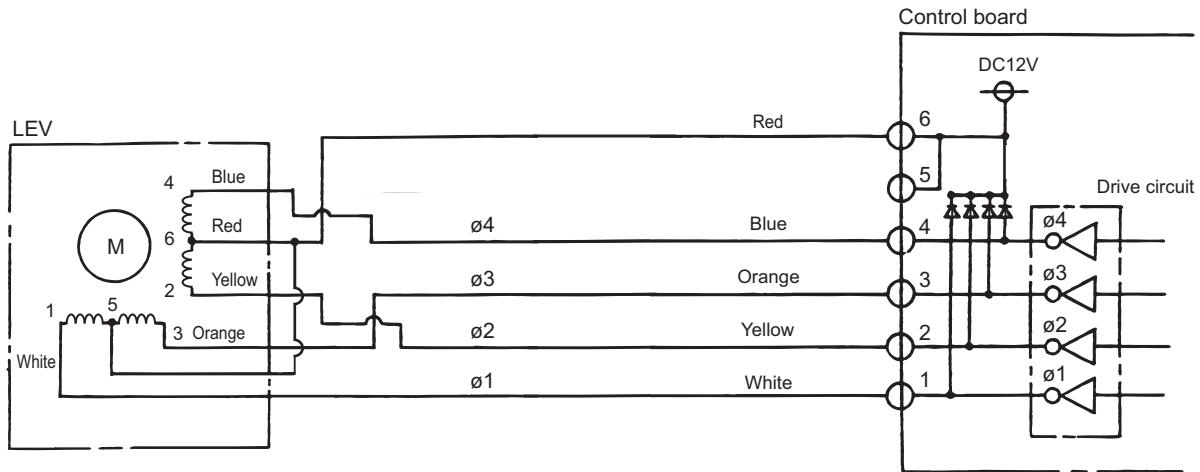 Control board
DC12V
LEV
Red 6
4 Blue
5
Drive circuit
Red
6
M
ø4 Blue 4 ø4
Yellow
2
ø3 Orange 3 ø3
1 5
3 Orange
ø2 Yellow 2 ø2
White
ø1 White 1 ø1